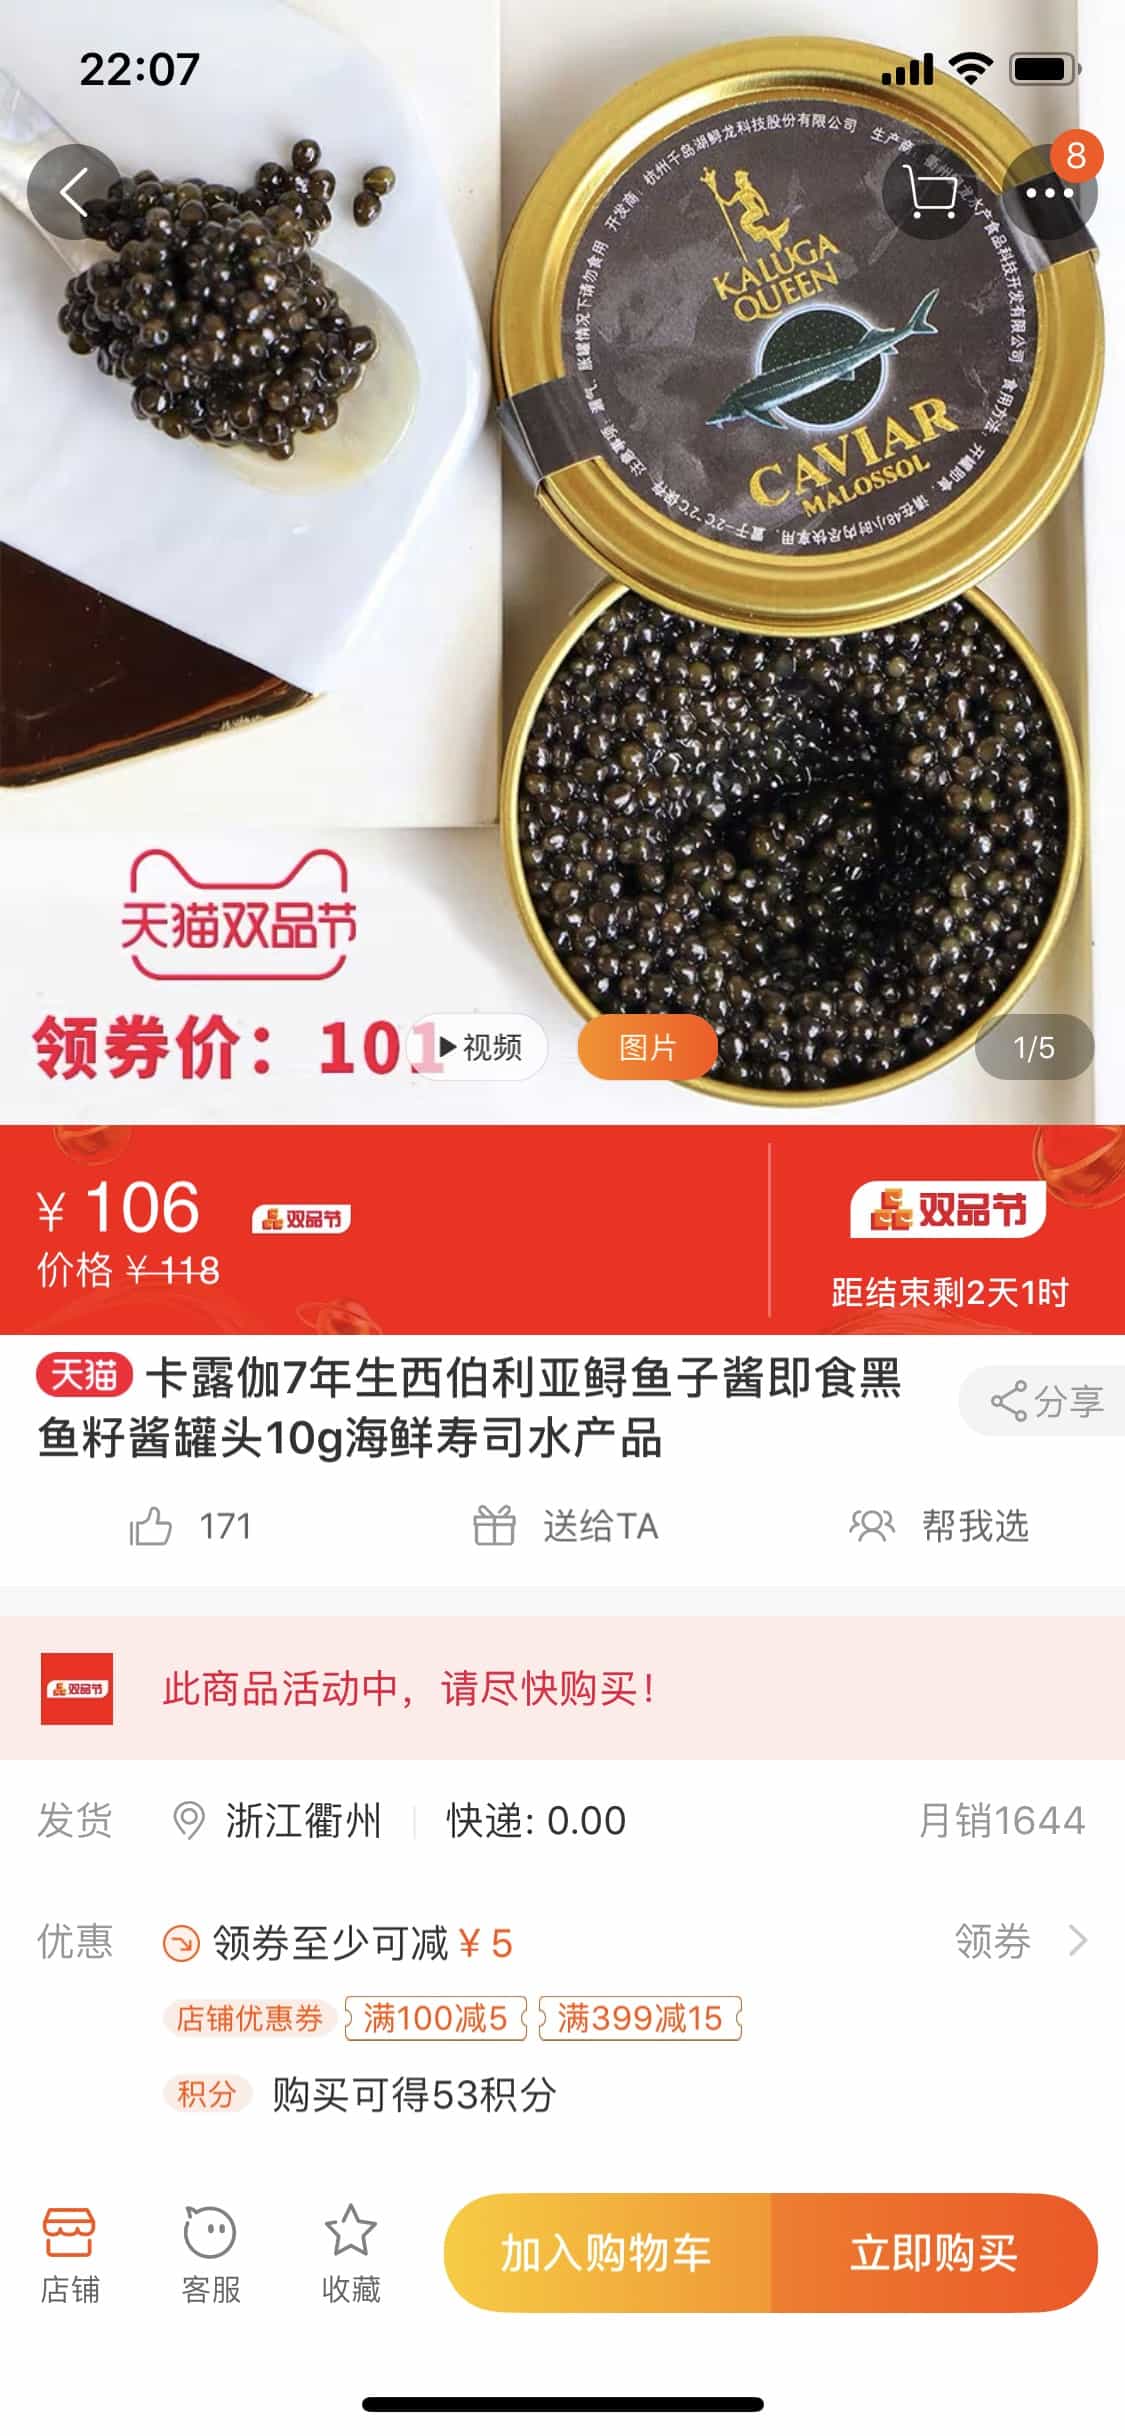 22:07
8
开发商：杭州千岛湖鲟龙科技股份有限公司
KALUGA
QUEEN
CAVIAR
MALOSSOL
天猫双品节
领券价：101
视频
图片
1/5
¥ 106
双品节
价格 ¥ 118
双品节
距结束剩2天1时
天猫 卡露伽7年生西伯利亚鲟鱼子酱即食黑
鱼籽酱罐头10g海鲜寿司水产品
分享
171
送给TA
帮我选
双品节
此商品活动中，请尽快购买！
发货 浙江衢州 快递: 0.00 月销1644
优惠 领券至少可减 ¥ 5 领券
店铺优惠券 满100减5 满399减15
积分 购买可得53积分
店铺
客服
收藏
加入购物车
立即购买